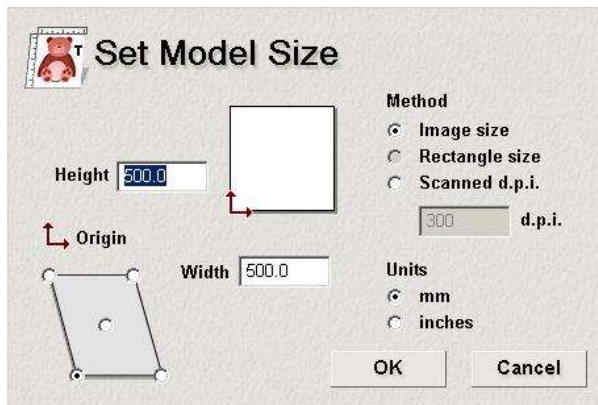 T
Set Model Size
Method
Image size
Rectangle size
Scanned d.p.i.
300 d.p.i.
Height 500.0
Origin
Width 500.0
Units
mm
inches
OK
Cancel